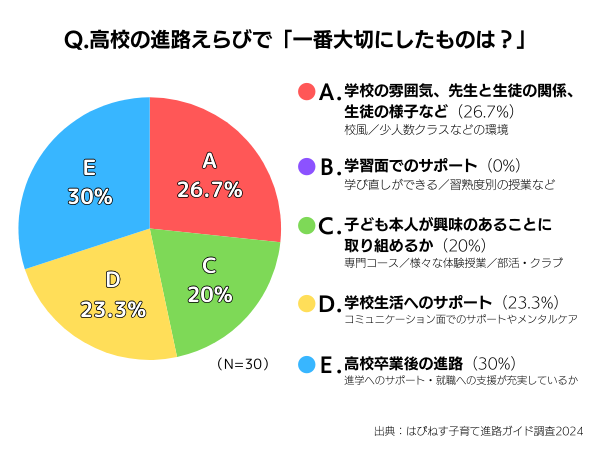 Q.高校の進路えらびで「一番大切にしたものは？」
A.学校の雰囲気、先生と生徒の関係、
生徒の様子など（26.7%）
校風／少人数クラスなどの環境
B.学習面でのサポート（0%）
学び直しができる／習熟度別の授業など
C.子ども本人が興味のあることに
取り組めるか（20%）
専門コース／様々な体験授業／部活・クラブ
D.学校生活へのサポート（23.3%）
コミュニケーション面でのサポートやメンタルケア
E.高校卒業後の進路（30%）
進学へのサポート・就職への支援が充実しているか
A
26.7%
C
20%
D
23.3%
E
30%
（N=30）
出典：はぴねす子育て進路ガイド調査2024